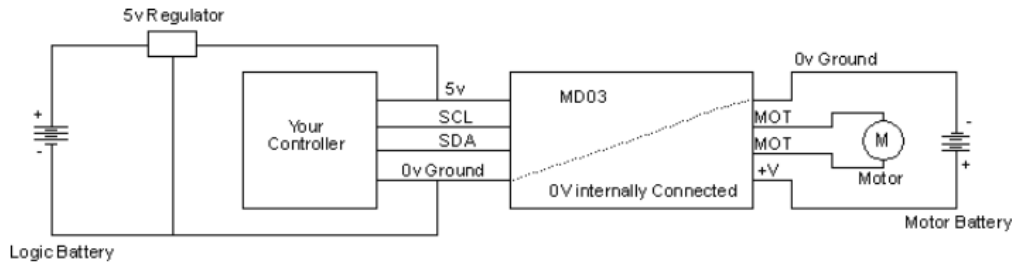 5v Regulator
0v Ground
+
-
Your
Controller
5v
SCL
SDA
0v Ground
MD03
0V internally Connected
MOT
MOT
+V
M
Motor
-
+
Logic Battery
Motor Battery